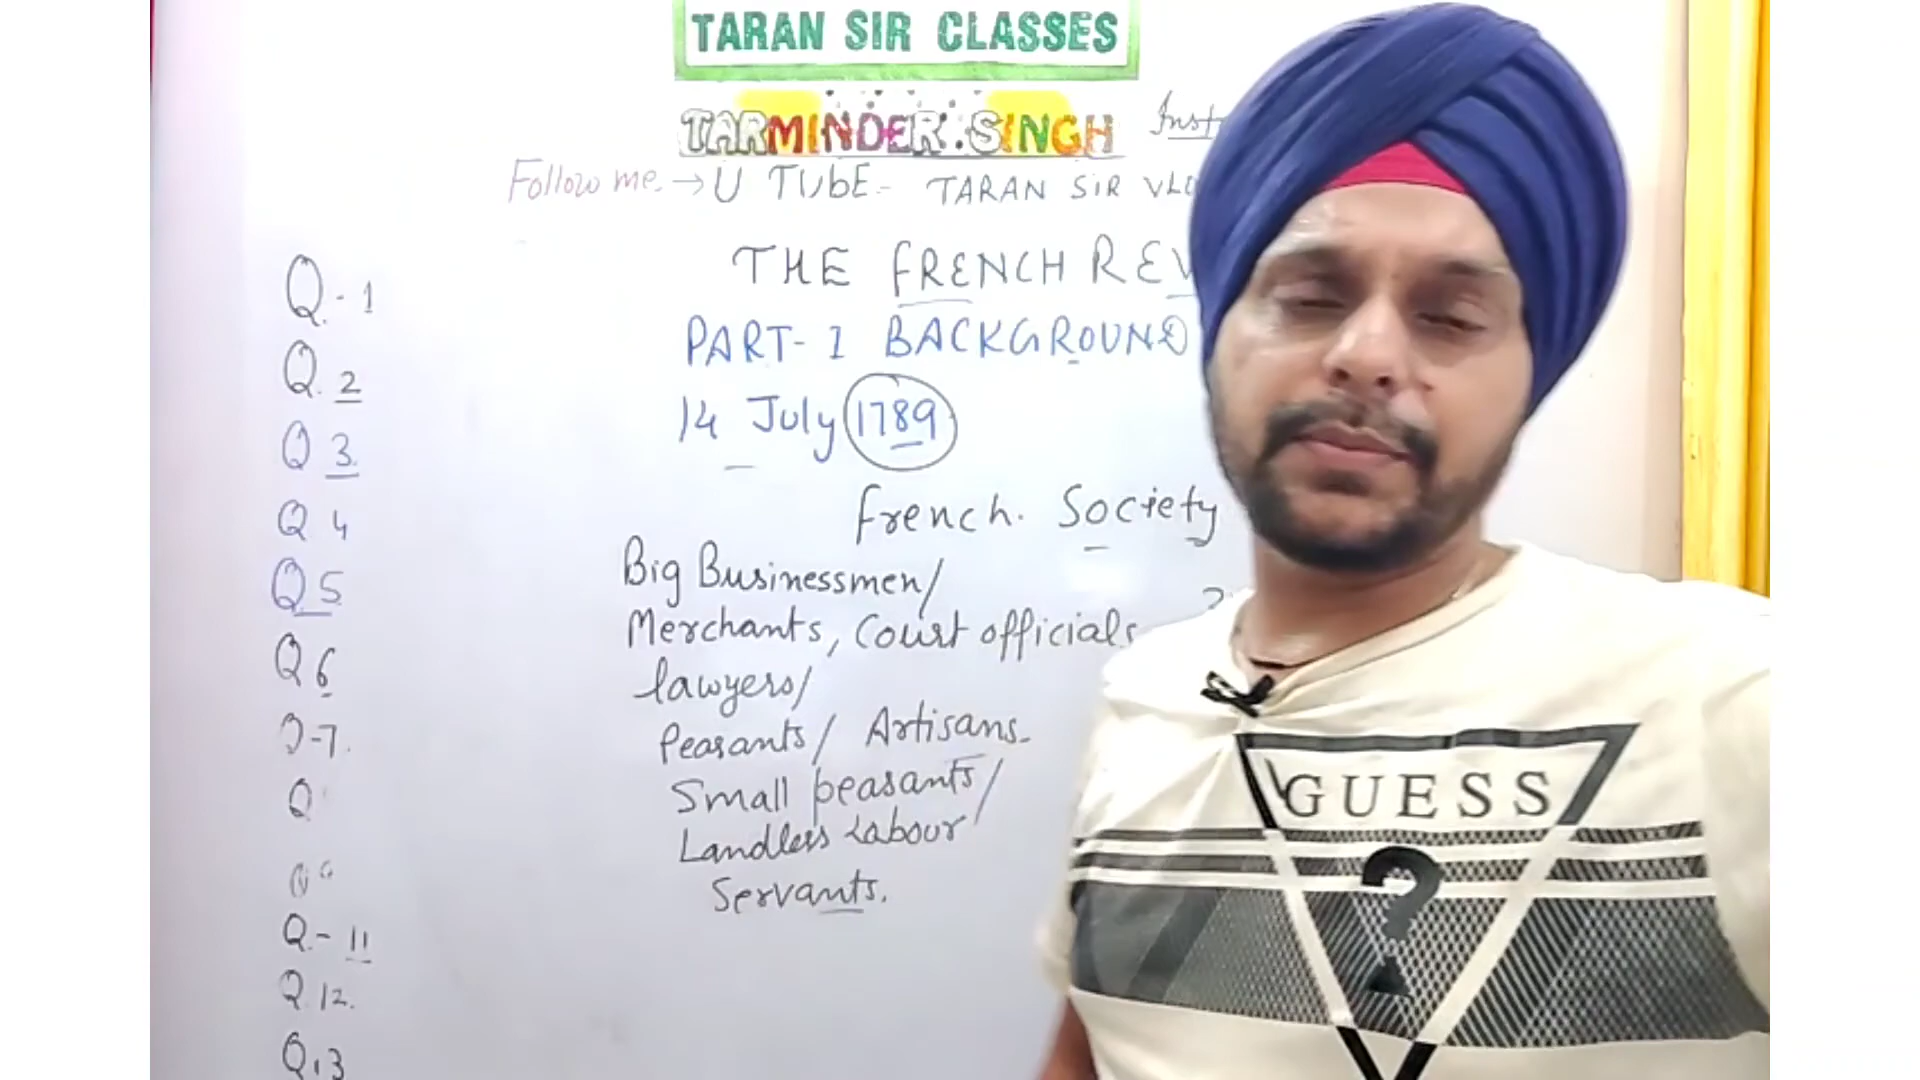 TARAN SIR CLASSES
TARMINDER.SINGH
Follow me. → U TUbE - TARAN SIR
THE FRENCH
PART-1 BACKGROUND
14 July 1789
French. Society
Big Businessmen/
Merchants, Court officials
lawyers/
Peasants/ Artisans
Small peasants/
Landless Labour
Servants.
Q.-1
Q.2
Q 3.
Q 4
Q 5
Q 6
Q-7.
Q
Q.- 11
Q 12.
Q.13
GUESS
?